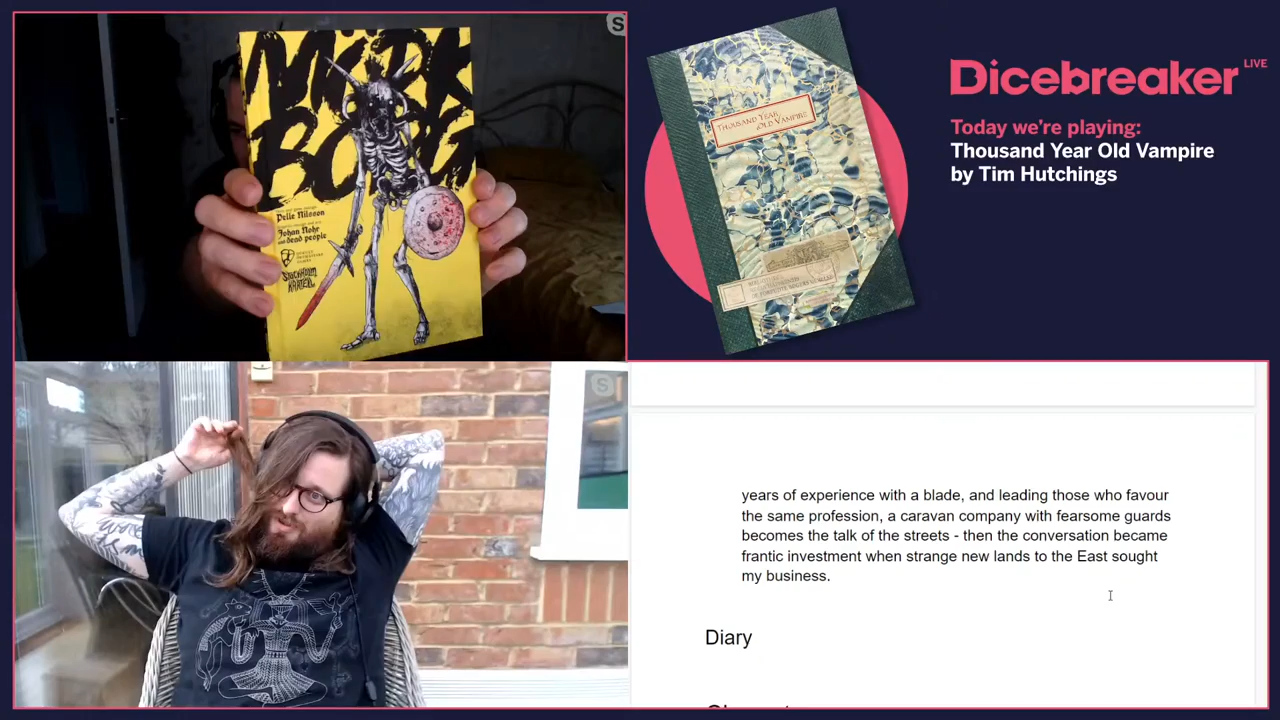 MÖRK
BORG
Pelle Nilsson
Johan Nohr
and dead people
STOCKHOLM
KARTELL
S
THOUSAND YEAR
OLD VAMPIRE
Dicebreaker LIVE
Today we're playing:
Thousand Year Old Vampire
by Tim Hutchings
S
years of experience with a blade, and leading those who favour
the same profession, a caravan company with fearsome guards
becomes the talk of the streets - then the conversation became
frantic investment when strange new lands to the East sought
my business.
Diary